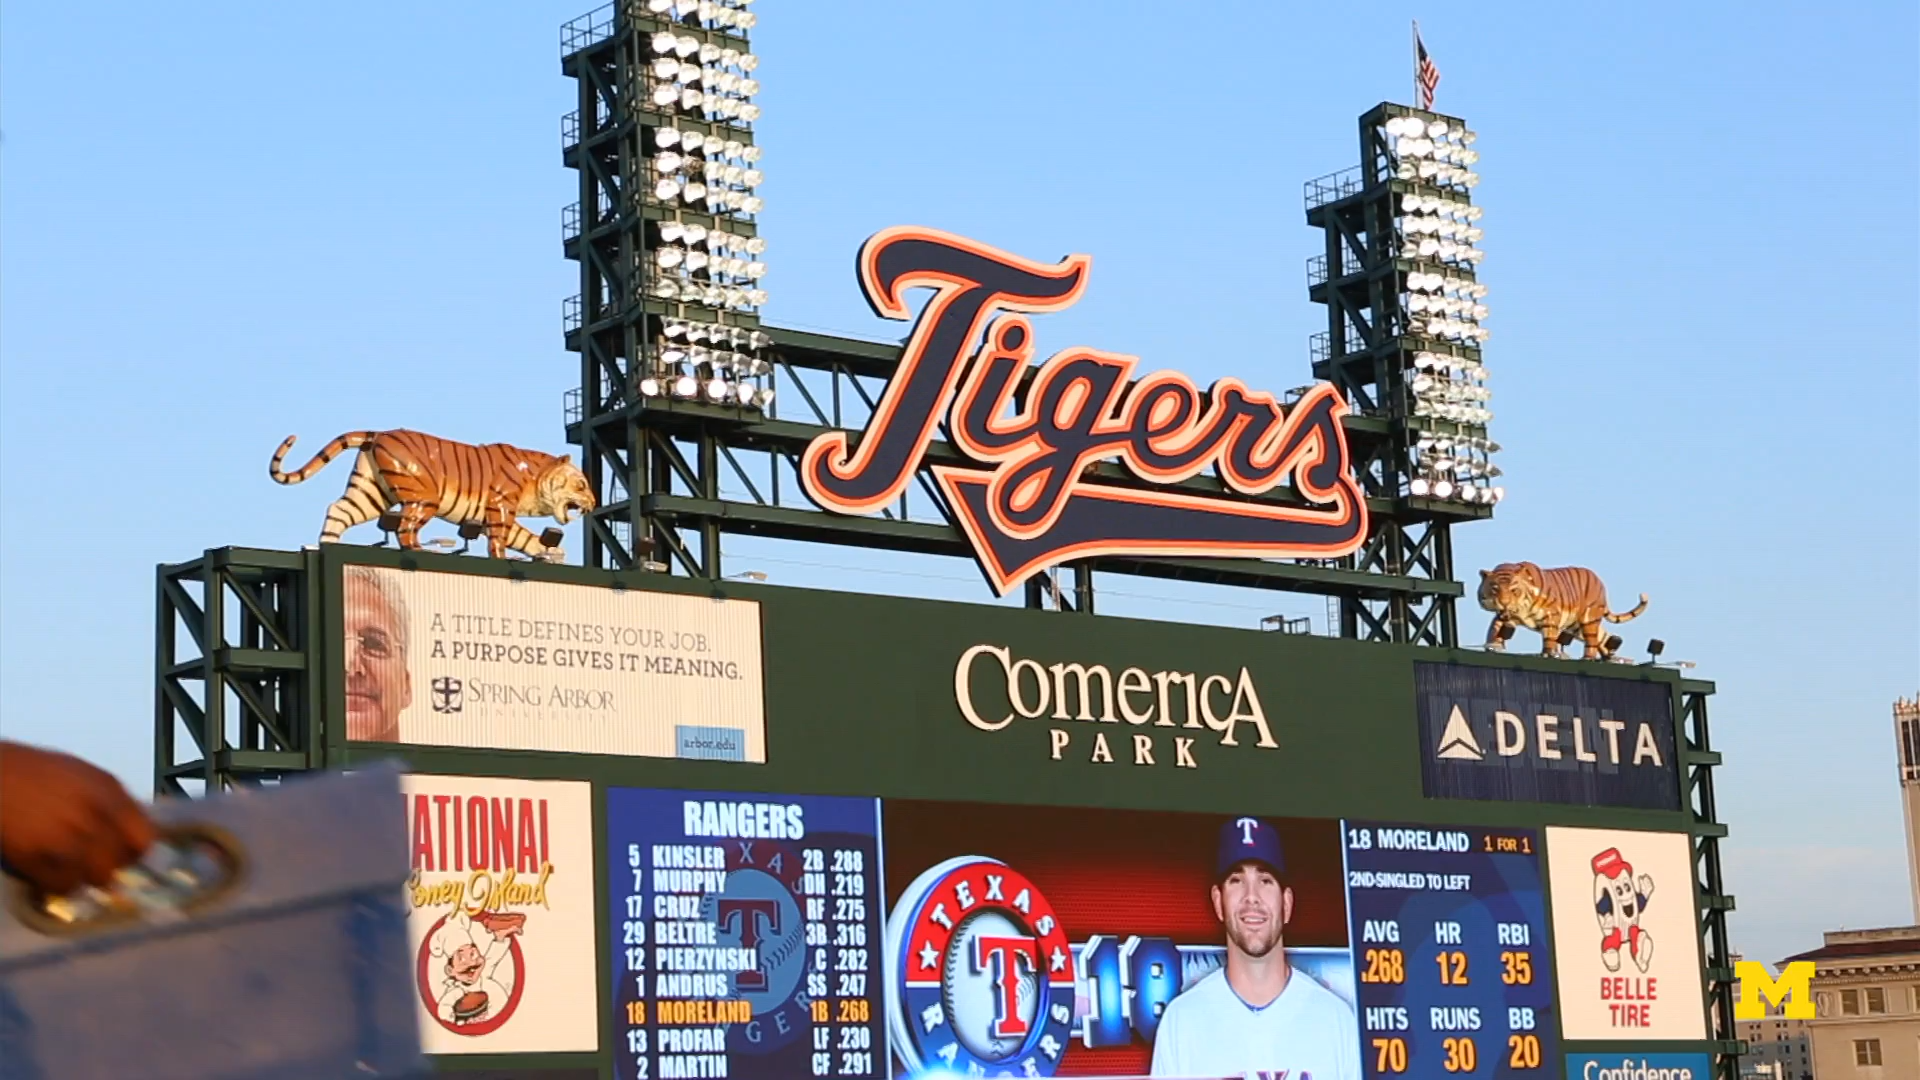 Tigers
A TITLE DEFINES YOUR JOB.
A PURPOSE GIVES IT MEANING.
SPRING ARBOR
UNIVERSITY
arbor.edu
COMERICA
PARK
DELTA
NATIONAL
Coney Island
RANGERS
5 KINSLER 2B .288
7 MURPHY DH .219
17 CRUZ RF .275
29 BELTRE 3B .316
12 PIERZYNSKI C .282
1 ANDRUS SS .247
18 MORELAND 1B .268
13 PROFAR LF .230
2 MARTIN CF .291
TEXAS
T
RANGERS
18
T
18 MORELAND 1 FOR 1
2ND-SINGLED TO LEFT
AVG HR RBI
.268 12 35
HITS RUNS BB
70 30 20
BELLE
TIRE
Confidence
M